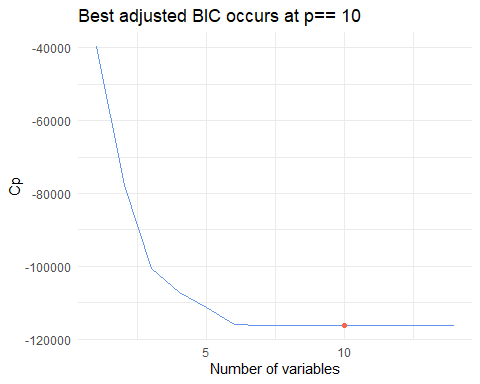 Best adjusted BIC occurs at p== 10
-40000
-60000
-80000
-100000
-120000
Cp
5 10
Number of variables